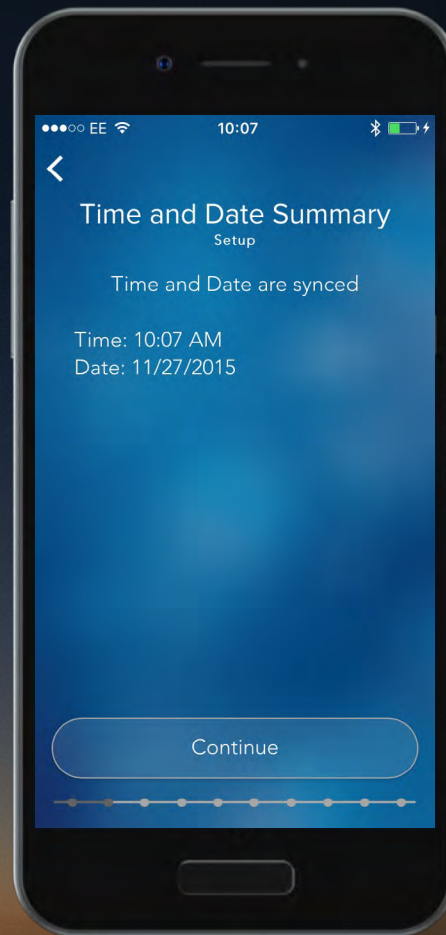 EE 10:07
Time and Date Summary
Setup
Time and Date are synced
Time: 10:07 AM
Date: 11/27/2015
Continue